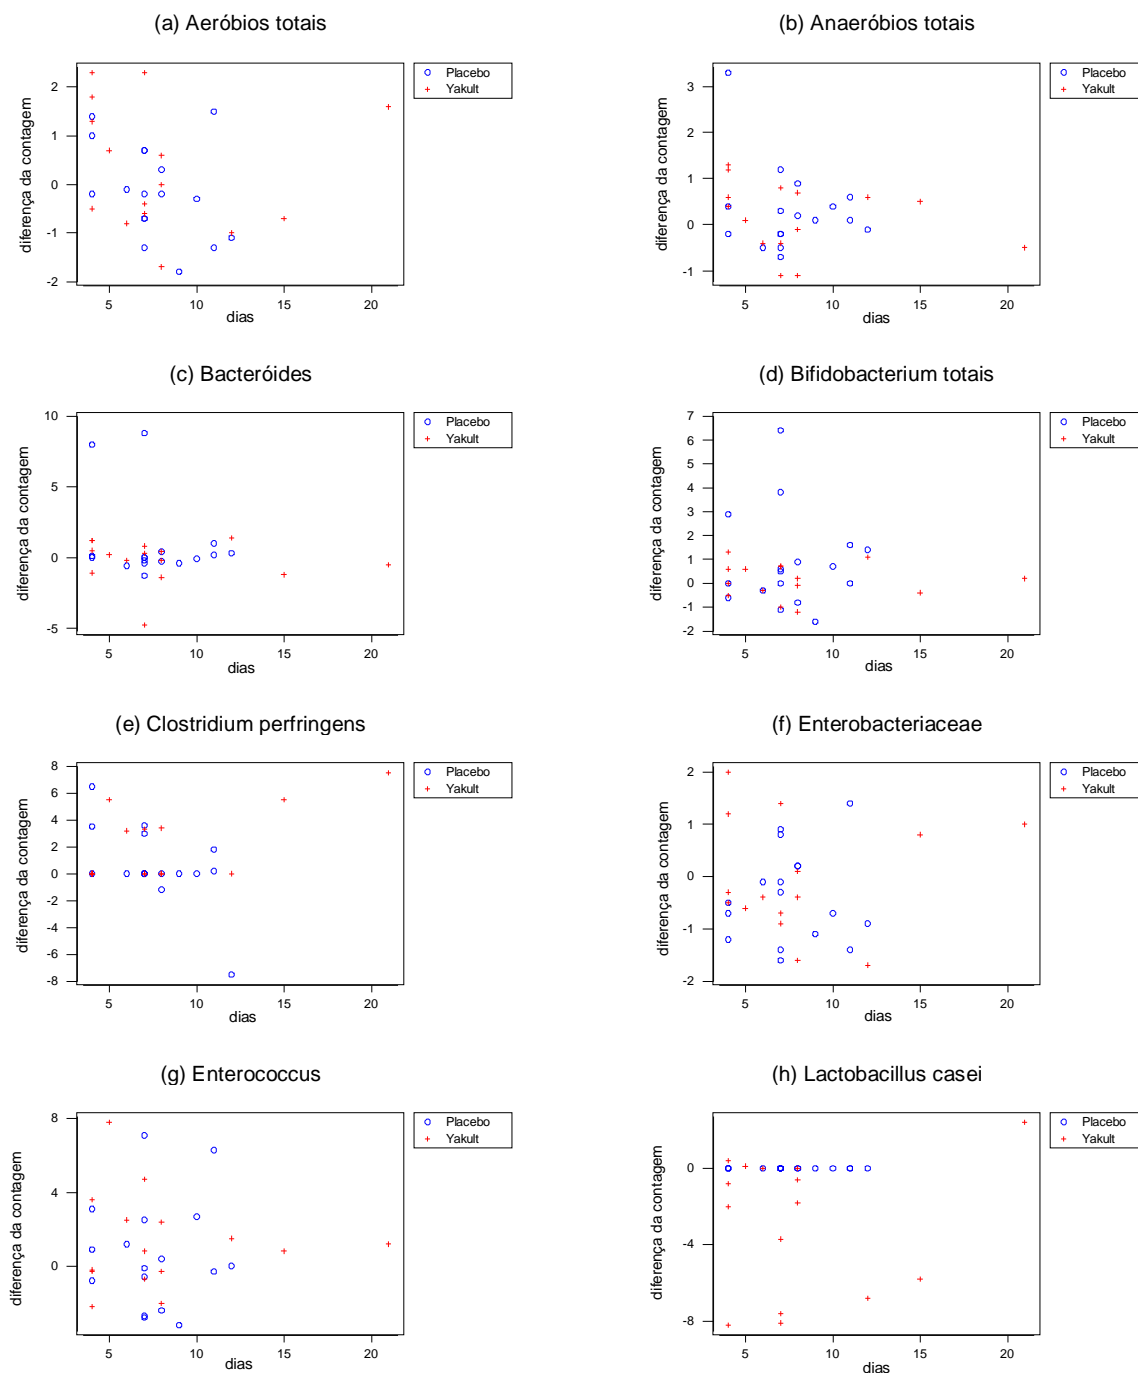 (a) Aeróbios totais
diferença da contagem
2
1
0
-1
-2
5
10
15
20
dias
Placebo
Yakult
(b) Anaeróbios totais
diferença da contagem
3
2
1
0
-1
5
10
15
20
dias
Placebo
Yakult
(c) Bacteróides
diferença da contagem
10
5
0
-5
5
10
15
20
dias
Placebo
Yakult
(d) Bifidobacterium totais
diferença da contagem
7
6
5
4
3
2
1
0
-1
-2
5
10
15
20
dias
Placebo
Yakult
(e) Clostridium perfringens
diferença da contagem
8
6
4
2
0
-2
-4
-6
-8
5
10
15
20
dias
Placebo
Yakult
(f) Enterobacteriaceae
diferença da contagem
2
1
0
-1
-2
5
10
15
20
dias
Placebo
Yakult
(g) Enterococcus
diferença da contagem
8
4
0
5
10
15
20
dias
Placebo
Yakult
(h) Lactobacillus casei
diferença da contagem
0
-4
-8
5
10
15
20
dias
Placebo
Yakult